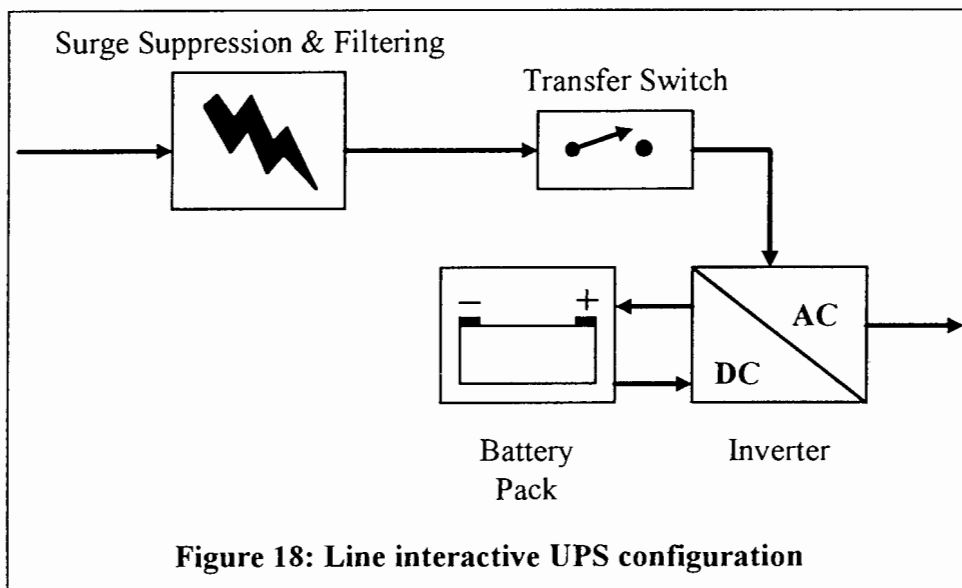 Surge Suppression & Filtering
Transfer Switch
− +
AC
DC
Battery
Pack
Inverter
Figure 18: Line interactive UPS configuration